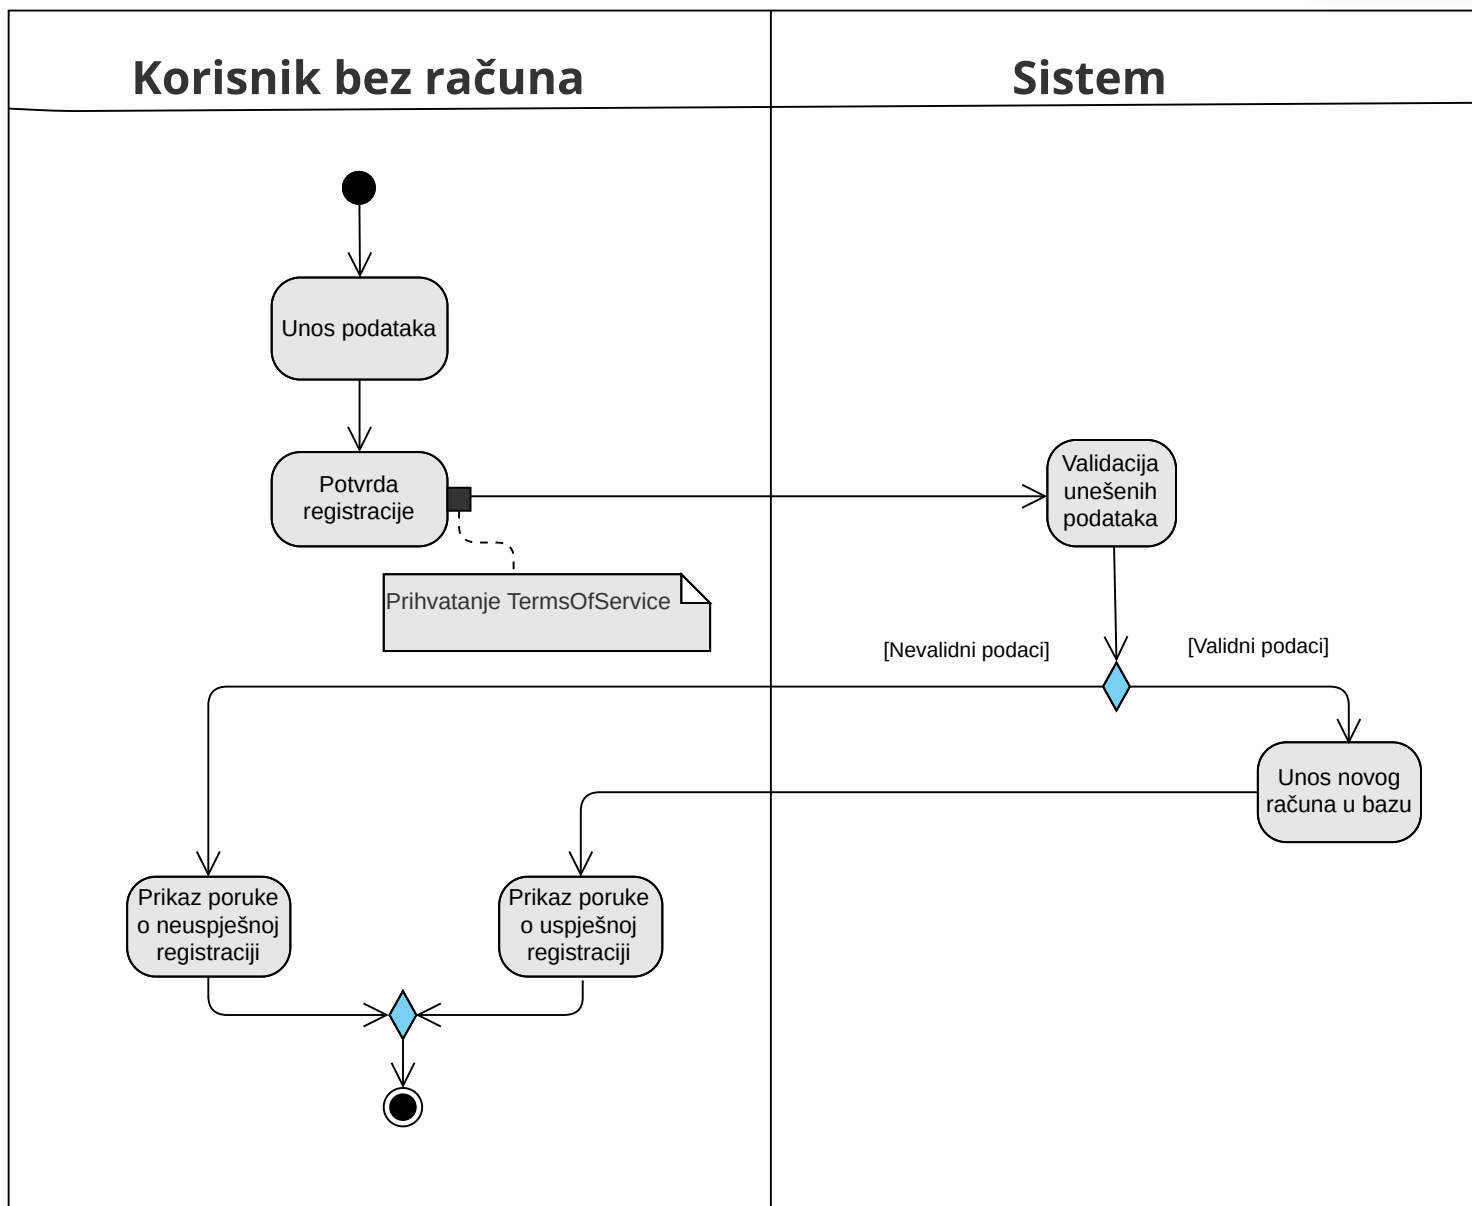 Korisnik bez računa
Sistem
Unos podataka
Potvrda
registracije
Prihvatanje TermsOfService
Validacija
unešenih
podataka
[Nevalidni podaci]
[Validni podaci]
Unos novog
računa u bazu
Prikaz poruke
o neuspješnoj
registraciji
Prikaz poruke
o uspješnoj
registraciji